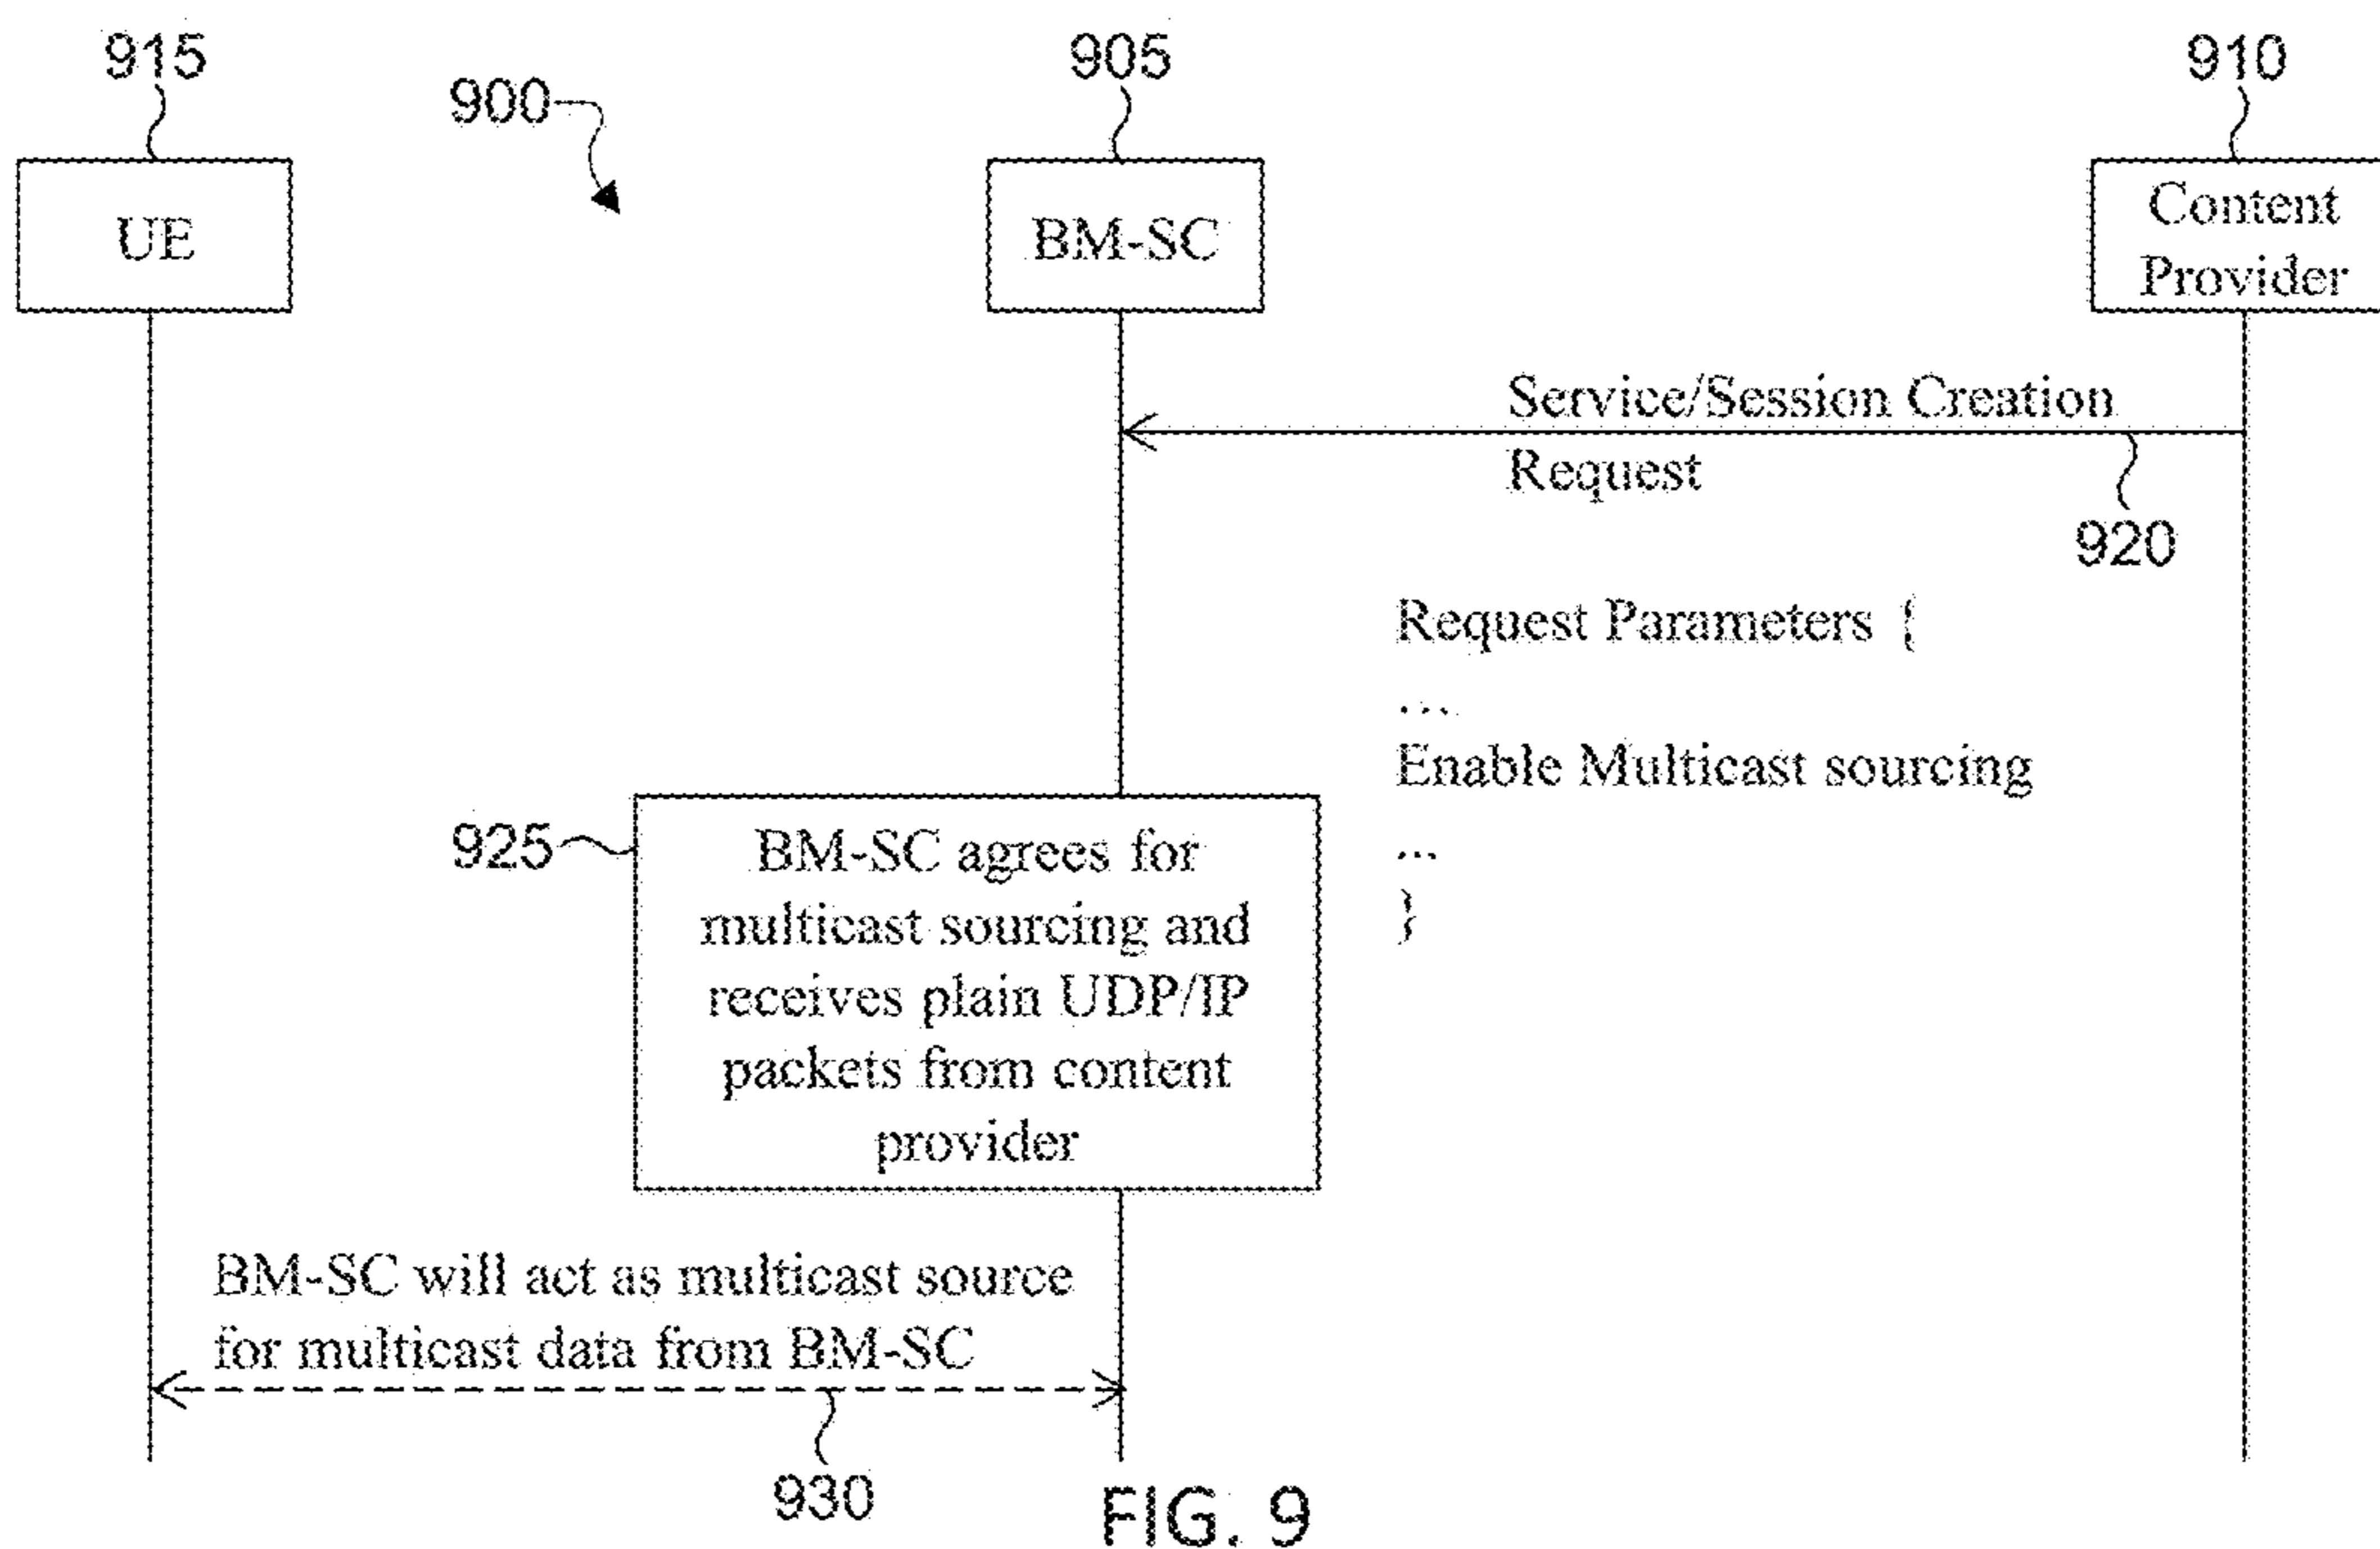 915
905
910
900
UE
BM-SC
Content
Provider
Service/Session Creation
Request
920
Request Parameters {
...
Enable Multicast sourcing
...
}
925
BM-SC agrees for
multicast sourcing and
receives plain UDP/IP
packets from content
provider
BM-SC will act as multicast source
for multicast data from BM-SC
930
FIG. 9